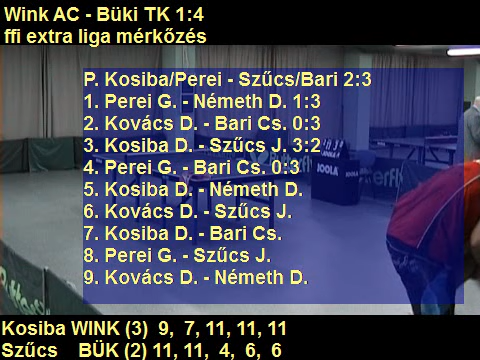 Wink AC - Büki TK 1:4
ffi extra liga mérkőzés
P. Kosiba/Perei - Szűcs/Bari 2:3
1. Perei G. - Németh D. 1:3
2. Kovács D. - Bari Cs. 0:3
3. Kosiba D. - Szűcs J. 3:2
4. Perei G. - Bari Cs. 0:3
5. Kosiba D. - Németh D.
6. Kovács D. - Szűcs J.
7. Kosiba D. - Bari Cs.
8. Perei G. - Szűcs J.
9. Kovács D. - Németh D.
JOOLA
Butterfly
Kosiba WINK (3) 9, 7, 11, 11, 11
Szűcs BÜK (2) 11, 11, 4, 6, 6